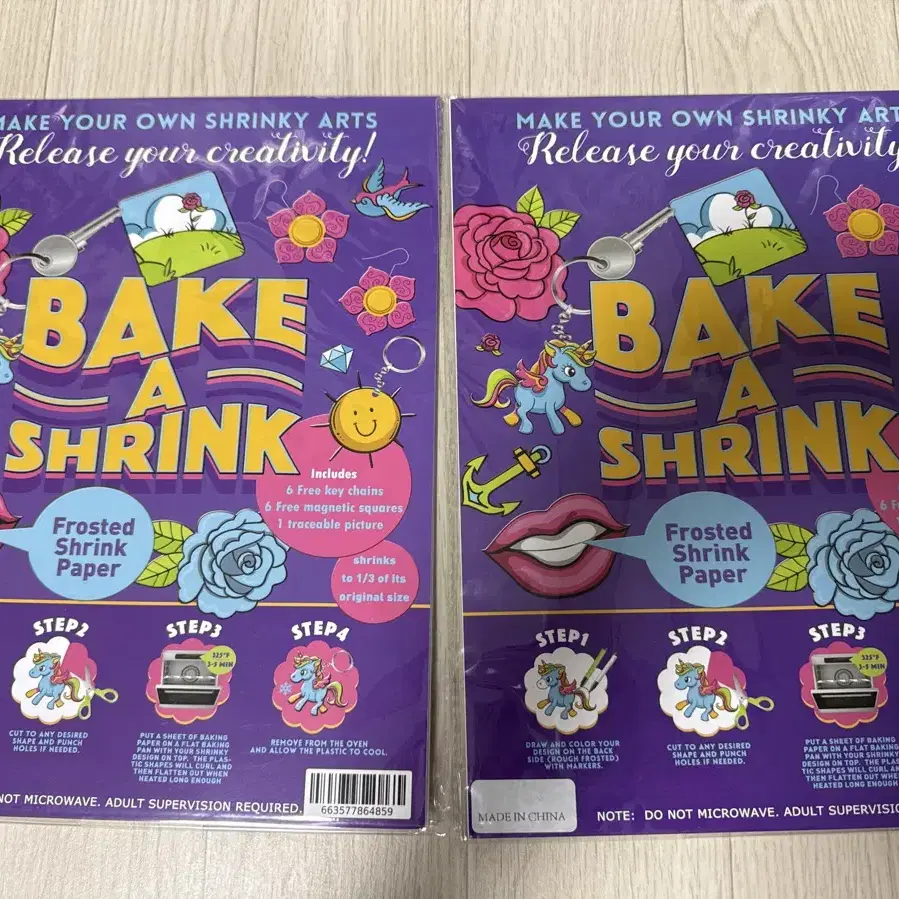 MAKE YOUR OWN SHRINKY ARTS
Release your creativity!
BAKE
A
SHRINK
Includes
6 Free key chains
6 Free magnetic squares
1 traceable picture
Frosted
Shrink
Paper
shrinks
to 1/3 of its
original size
STEP2
CUT TO ANY DESIRED
SHAPE AND PUNCH
HOLES IF NEEDED.
STEP3
325°F
3-5 MIN
PUT A SHEET OF BAKING
PAPER ON A FLAT BAKING
PAN WITH YOUR SHRINKY
DESIGN ON TOP. THE PLAS-
TIC SHAPES WILL CURL AND
THEN FLATTEN OUT WHEN
HEATED LONG ENOUGH
STEP4
REMOVE FROM THE OVEN
AND ALLOW THE PLASTIC TO COOL.
NOT MICROWAVE. ADULT SUPERVISION REQUIRED.
663577864859
MAKE YOUR OWN SHRINKY ART
Release your creativity
BAKE
A
SHRINK
6 F
Frosted
Shrink
Paper
STEP1
DRAW AND COLOR YOUR
DESIGN ON THE BACK
SIDE (ROUGH FROSTED)
WITH MARKERS.
STEP2
CUT TO ANY DESIRED
SHAPE AND PUNCH
HOLES IF NEEDED.
STEP3
325°F
3-5 MIN
PUT A SHEET OF BAKING
PAPER ON A FLAT BAKING
PAN WITH YOUR SHRINKY
DESIGN ON TOP. THE PLAS-
TIC SHAPES WILL CURL AND
THEN FLATTEN OUT WHEN
HEATED LONG ENOUGH
MADE IN CHINA
NOTE: DO NOT MICROWAVE. ADULT SUPERVISIO